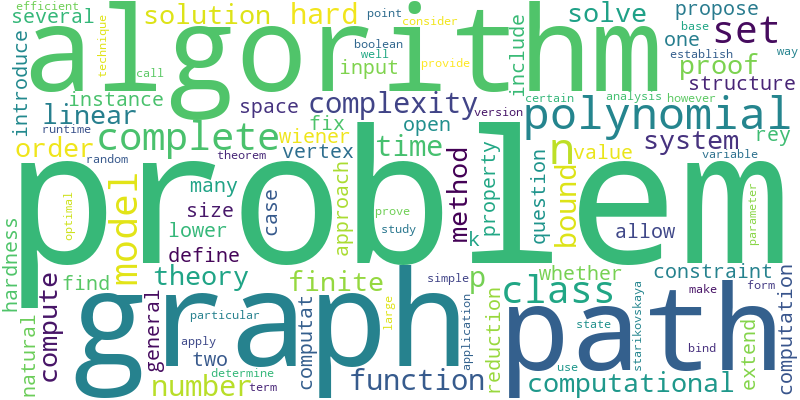 efficient
several
technique
solution
hard
point
consider
boolean
call
well
provide
input
algorithm
include
solve
propose
base
one
establish
way
set
proof
introduce
instance
linear
space
complexity
version
certain
analysis
however
structure
polynomial
runtime
order
complete
random
theorem
wiener
fix
vertex
open
time
n
system
value
variable
rey
problem
model
many
size
lower
define
case
approach
prove
study
method
k
property
question
bound
allow
parameter
optimal
hardness
find
theory
finite
simple
p
whether
class
constraint
make
form
natural
compute
general
graph
particular
apply
two
determine
number
term
computat
large
function
application
reduction
path
state
use
starikovskaya
bind
extend
computational
computation